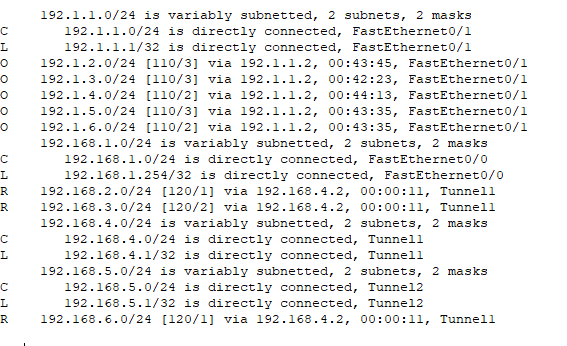 192.1.1.0/24 is variably subnetted, 2 subnets, 2 masks
C 192.1.1.0/24 is directly connected, FastEthernet0/1
L 192.1.1.1/32 is directly connected, FastEthernet0/1
O 192.1.2.0/24 [110/3] via 192.1.1.2, 00:43:45, FastEthernet0/1
O 192.1.3.0/24 [110/3] via 192.1.1.2, 00:42:23, FastEthernet0/1
O 192.1.4.0/24 [110/2] via 192.1.1.2, 00:44:13, FastEthernet0/1
O 192.1.5.0/24 [110/3] via 192.1.1.2, 00:43:35, FastEthernet0/1
O 192.1.6.0/24 [110/2] via 192.1.1.2, 00:43:35, FastEthernet0/1
192.168.1.0/24 is variably subnetted, 2 subnets, 2 masks
C 192.168.1.0/24 is directly connected, FastEthernet0/0
L 192.168.1.254/32 is directly connected, FastEthernet0/0
R 192.168.2.0/24 [120/1] via 192.168.4.2, 00:00:11, Tunnel1
R 192.168.3.0/24 [120/2] via 192.168.4.2, 00:00:11, Tunnel1
192.168.4.0/24 is variably subnetted, 2 subnets, 2 masks
C 192.168.4.0/24 is directly connected, Tunnel1
L 192.168.4.1/32 is directly connected, Tunnel1
192.168.5.0/24 is variably subnetted, 2 subnets, 2 masks
C 192.168.5.0/24 is directly connected, Tunnel2
L 192.168.5.1/32 is directly connected, Tunnel2
R 192.168.6.0/24 [120/1] via 192.168.4.2, 00:00:11, Tunnel1